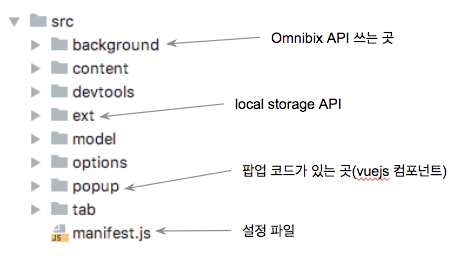 src
background
Omnibix API 쓰는 곳
content
devtools
ext
local storage API
model
options
popup
팝업 코드가 있는 곳(vuejs 컴포넌트)
tab
JS
manifest.js
설정 파일